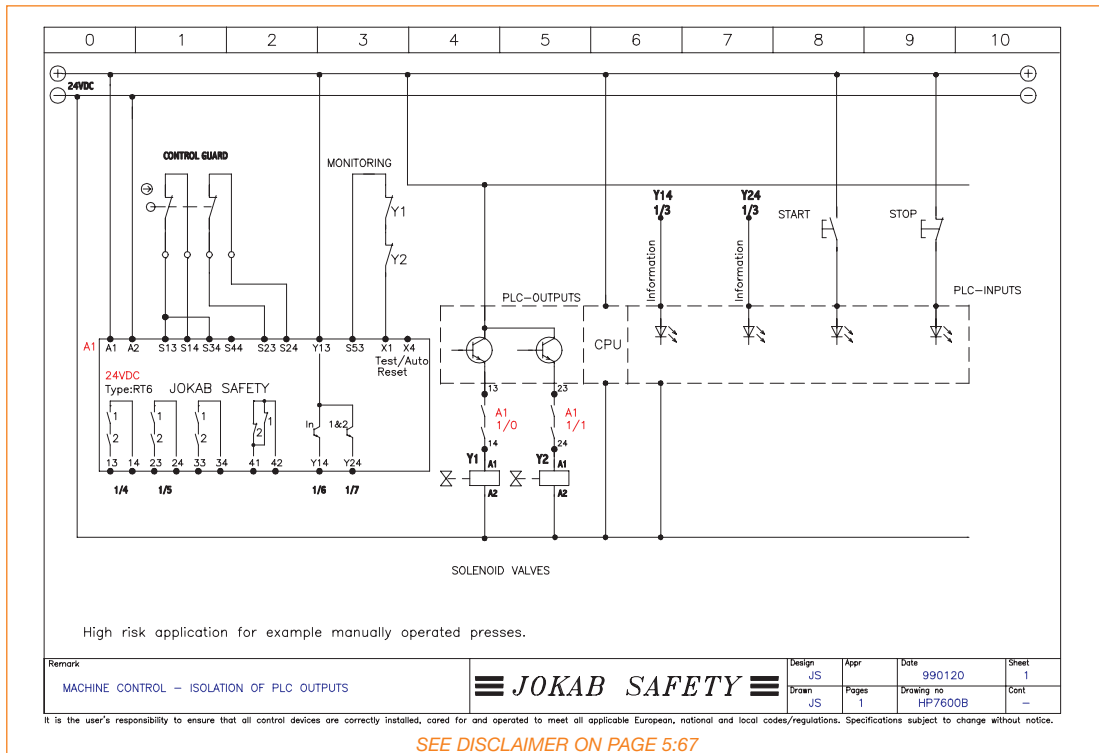 0 1 2 3 4 5 6 7 8 9 10
+ +
24VDC
- -
CONTROL GUARD
MONITORING
Y1
Y2
Y14
1/3
Y24
1/3
START
STOP
Information
Information
PLC-OUTPUTS
CPU
PLC-INPUTS
A1
A1 A2 S13 S14 S34 S44 S23 S24 Y13 S53 X1 X4
Test/Auto
Reset
24VDC
Type:RT6 JOKAB SAFETY
1 1 1 2 1
2 2 2
In 1&2
13 14 23 24 33 34 41 42 Y14 Y24
1/4 1/5 1/6 1/7
13 23
A1
1/0
A1
1/1
14 24
Y1 A1
A2
Y2 A1
A2
SOLENOID VALVES
High risk application for example manually operated presses.
Remark
MACHINE CONTROL - ISOLATION OF PLC OUTPUTS
JOKAB SAFETY
Design
JS
Appr
Date
990120
Sheet
1
Drawn
JS
Pages
1
Drawing no
HP7600B
Cont
-
It is the user's responsibility to ensure that all control devices are correctly installed, cared for and operated to meet all applicable European, national and local codes/regulations. Specifications subject to change without notice.
SEE DISCLAIMER ON PAGE 5:67